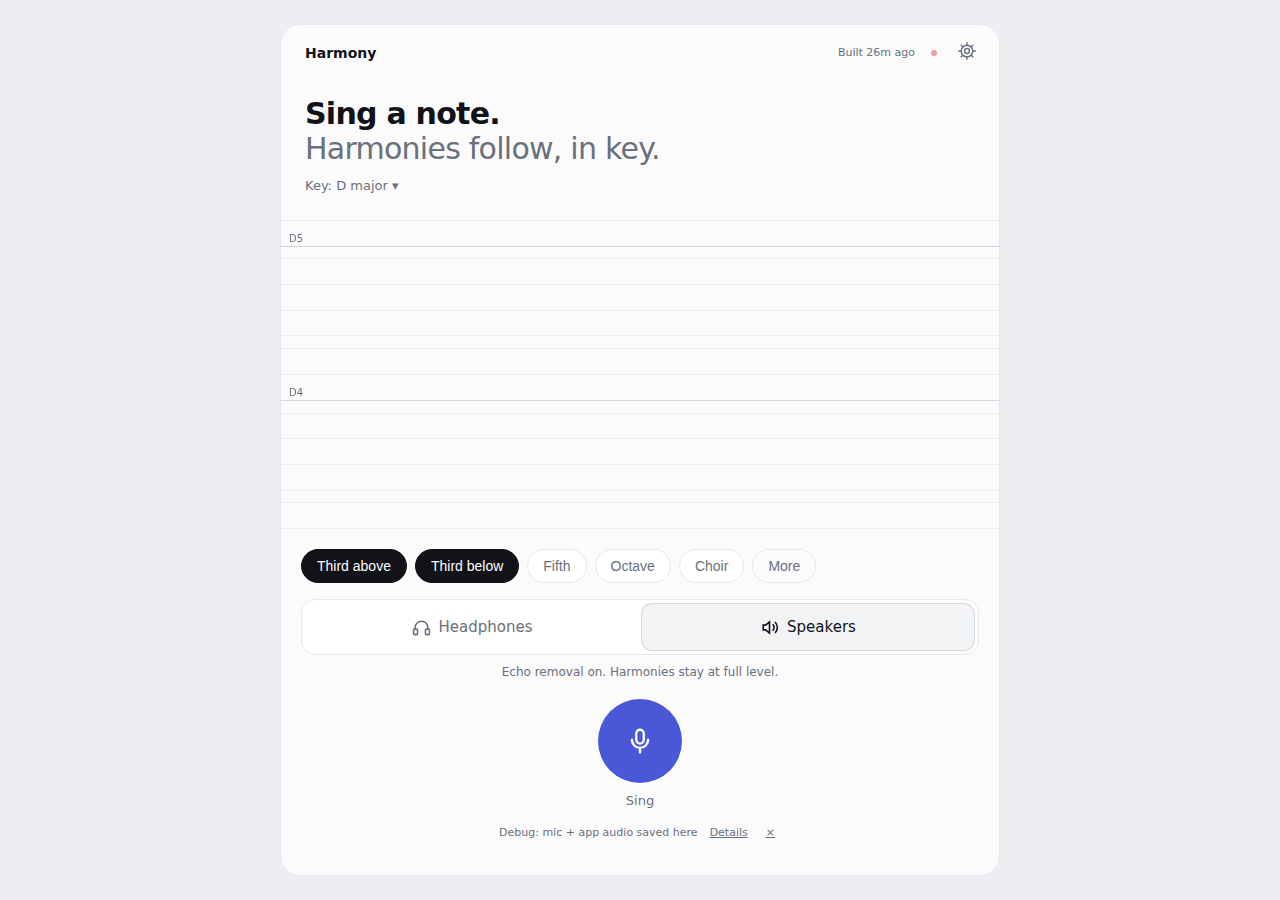 Harmony
Built 26m ago
Sing a note.
Harmonies follow, in key.
Key: D major ▾
D5
D4
Third above Third below Fifth Octave Choir More
Headphones Speakers
Echo removal on. Harmonies stay at full level.
Sing
Debug: mic + app audio saved here Details ×